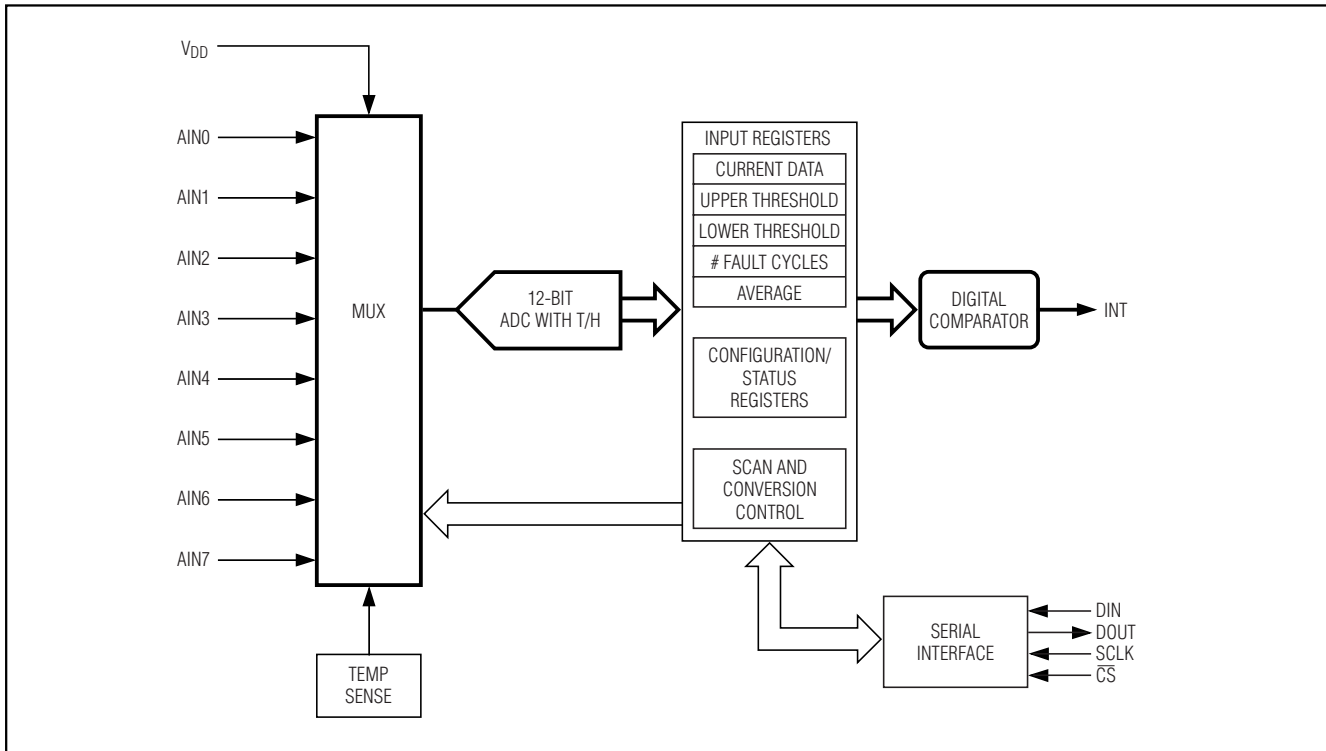 VDD
AIN0
AIN1
AIN2
AIN3
AIN4
AIN5
AIN6
AIN7
MUX
TEMP
SENSE
12-BIT
ADC WITH T/H
INPUT REGISTERS
CURRENT DATA
UPPER THRESHOLD
LOWER THRESHOLD
# FAULT CYCLES
AVERAGE
CONFIGURATION/
STATUS
REGISTERS
SCAN AND
CONVERSION
CONTROL
DIGITAL
COMPARATOR
INT
SERIAL
INTERFACE
DIN
DOUT
SCLK
C̅S̅